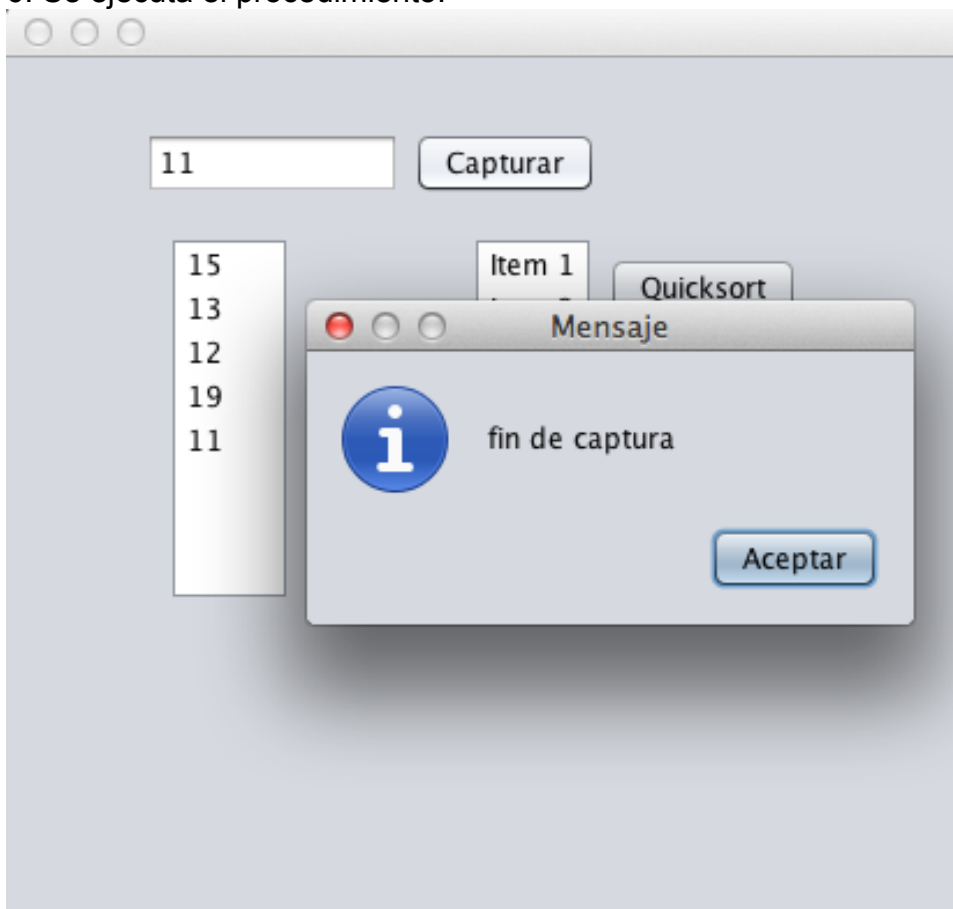 11
Capturar
15
Item 1
Quicksort
13
Mensaje
12
19
fin de captura
11
Aceptar